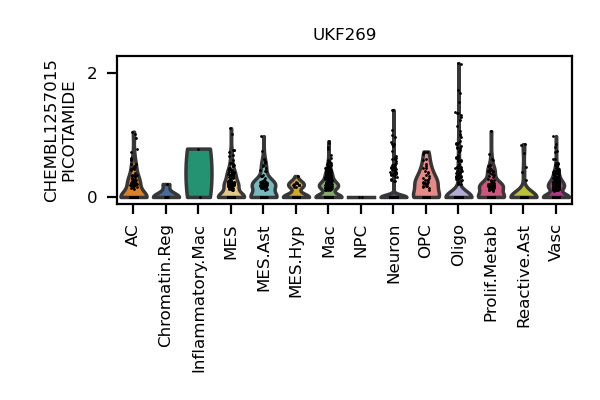 UKF269
CHEMBL1257015
PICOTAMIDE
2
0
AC
Chromatin.Reg
Inflammatory.Mac
MES
MES.Ast
MES.Hyp
Mac
NPC
Neuron
OPC
Oligo
Prolif.Metab
Reactive.Ast
Vasc